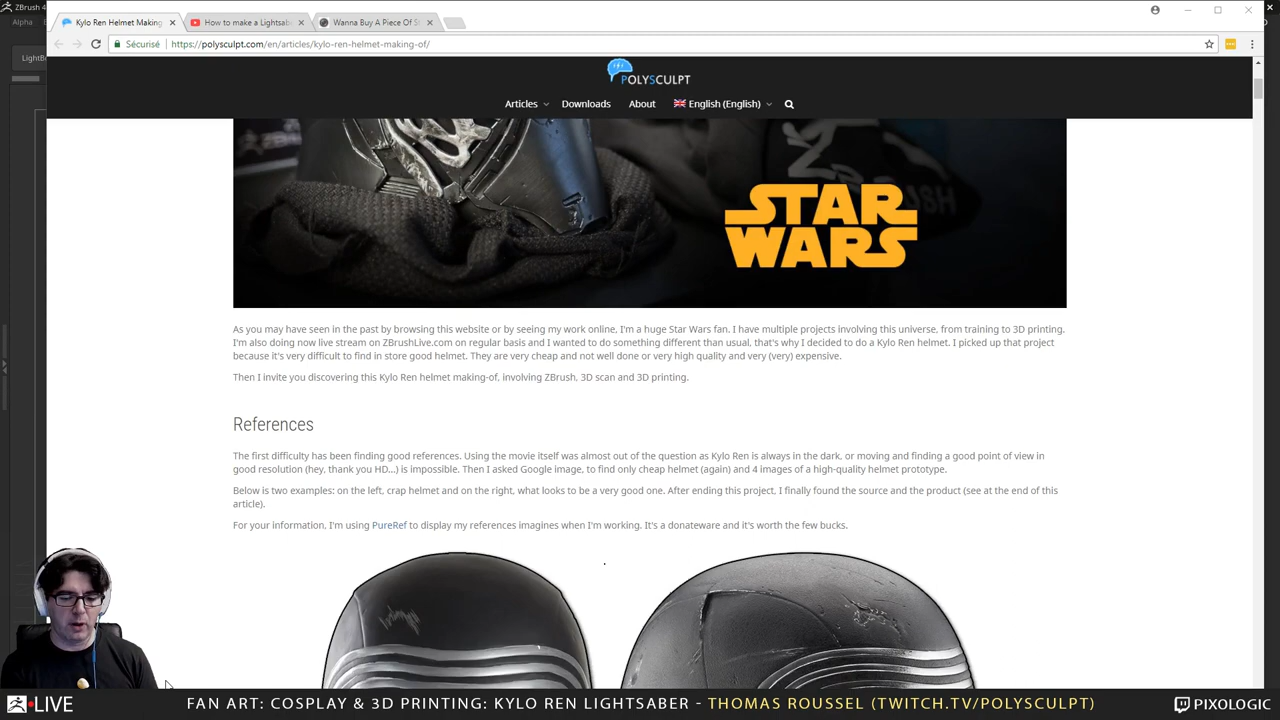 ZBrush 4
Kylo Ren Helmet Making
How to make a Lightsab
Wanna Buy A Piece Of S
Alpha
LightBo
Sécurisé
https://polysculpt.com/en/articles/kylo-ren-helmet-making-of/
POLYSCULPT
Articles
Downloads
About
English (English)
STAR
WARS
As you may have seen in the past by browsing this website or by seeing my work online, I'm a huge Star Wars fan. I have multiple projects involving this universe, from training to 3D printing.
I'm also doing now live stream on ZBrushLive.com on regular basis and I wanted to do something different than usual, that's why I decided to do a Kylo Ren helmet. I picked up that project
because it's very difficult to find in store good helmet. They are very cheap and not well done or very high quality and very (very) expensive.
Then I invite you discovering this Kylo Ren helmet making-of, involving ZBrush, 3D scan and 3D printing.
References
The first difficulty has been finding good references. Using the movie itself was almost out of the question as Kylo Ren is always in the dark, or moving and finding a good point of view in
good resolution (hey, thank you HD...) is impossible. Then I asked Google image, to find only cheap helmet (again) and 4 images of a high-quality helmet prototype.
Below is two examples: on the left, crap helmet and on the right, what looks to be a very good one. After ending this project, I finally found the source and the product (see at the end of this
article).
For your information, I'm using PureRef to display my references imagines when I'm working. It's a donateware and it's worth the few bucks.
LIVE
FAN ART: COSPLAY & 3D PRINTING: KYLO REN LIGHTSABER - THOMAS ROUSSEL (TWITCH.TV/POLYSCULPT)
PIXOLOGIC